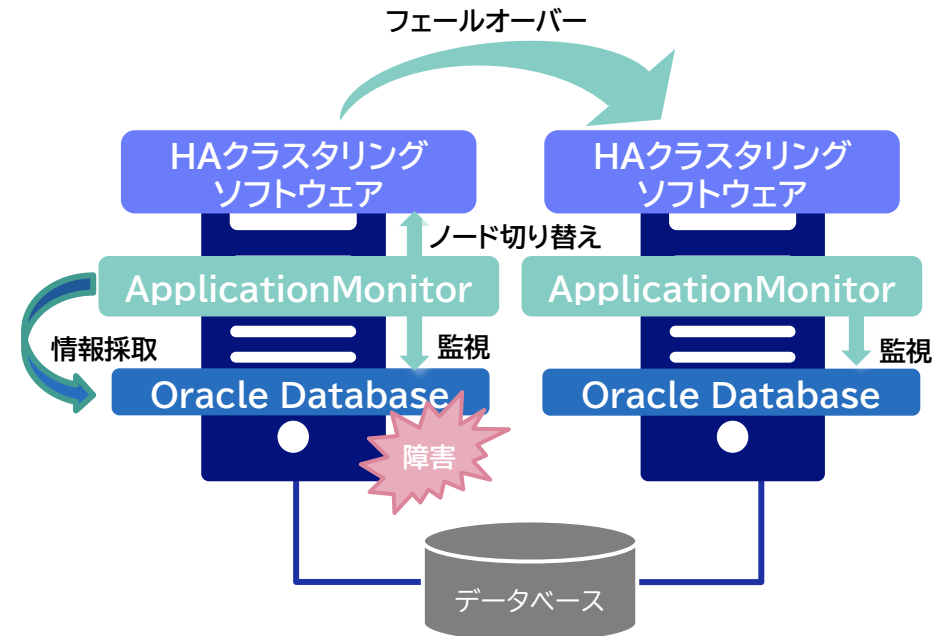 フェールオーバー
HAクラスタリング
ソフトウェア
HAクラスタリング
ソフトウェア
ノード切り替え
ApplicationMonitor
ApplicationMonitor
情報採取
監視
監視
Oracle Database
Oracle Database
障害
データベース